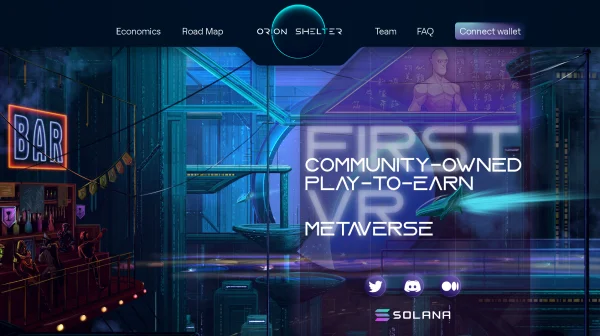 Economics
Road Map
ORION SHELTER
Team
FAQ
Connect wallet
BAR
FIRST
COMMUNITY-OWNED
PLAY-TO-EARN
VR
METAVERSE
SOLANA